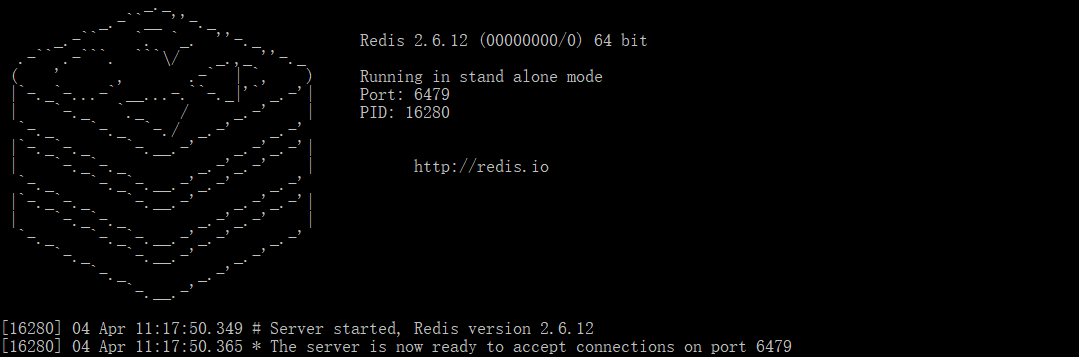 Redis 2.6.12 (00000000/0) 64 bit
Running in stand alone mode
Port: 6479
PID: 16280
http://redis.io
[16280] 04 Apr 11:17:50.349 # Server started, Redis version 2.6.12
[16280] 04 Apr 11:17:50.365 * The server is now ready to accept connections on port 6479